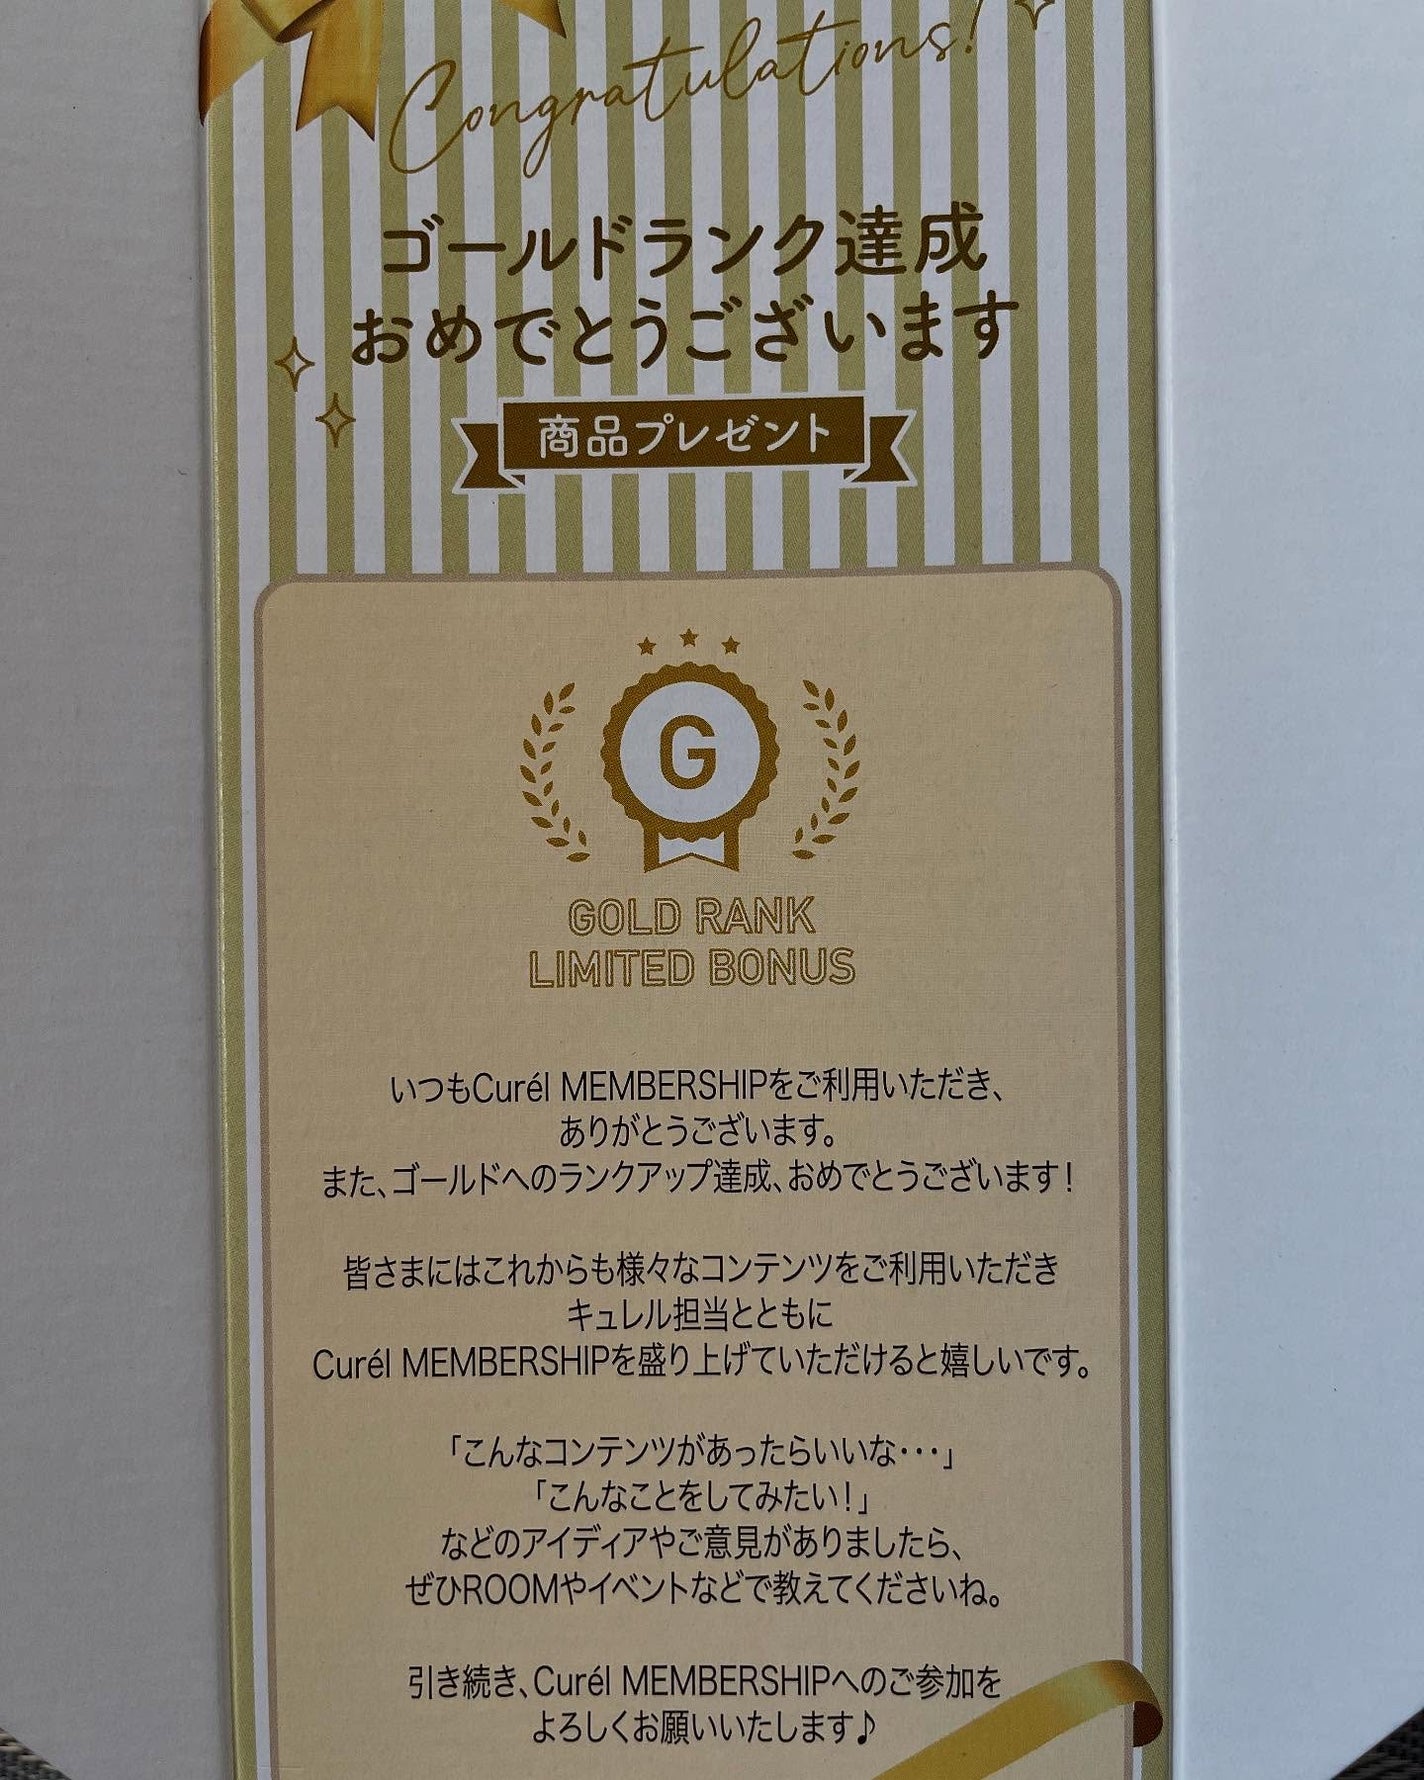 Congratulations!
ゴールドランク達成
おめでとうございます
商品プレゼント
G
GOLD RANK
LIMITED BONUS
いつもCurél MEMBERSHIPをご利用いただき、
ありがとうございます。
また、ゴールドへのランクアップ達成、おめでとうございます！
皆さまにはこれからも様々なコンテンツをご利用いただき
キュレル担当とともに
Curél MEMBERSHIPを盛り上げていただけると嬉しいです。
「こんなコンテンツがあったらいいな・・・」
「こんなことをしてみたい！」
などのアイディアやご意見がありましたら、
ぜひROOMやイベントなどで教えてくださいね。
引き続き、Curél MEMBERSHIPへのご参加を
よろしくお願いいたします♪